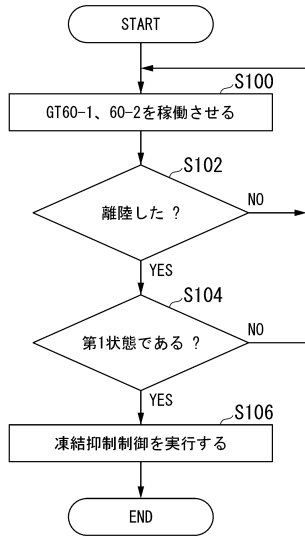 START
S100
GT60-1、60-2を稼働させる
S102
離陸した ?
NO
YES
S104
第1状態である ?
NO
YES
S106
凍結抑制制御を実行する
END